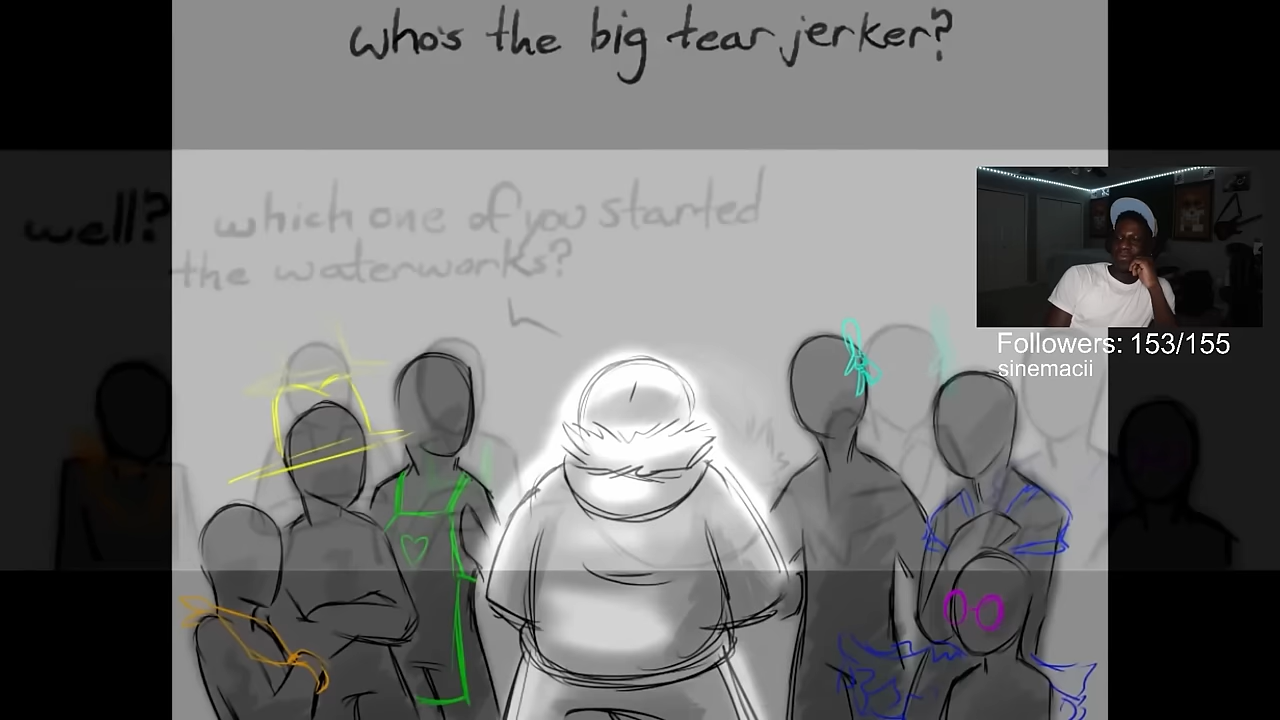 who's the big tear jerker?
well?
which one of you started
the waterworks?
Followers: 153/155
sinemacii